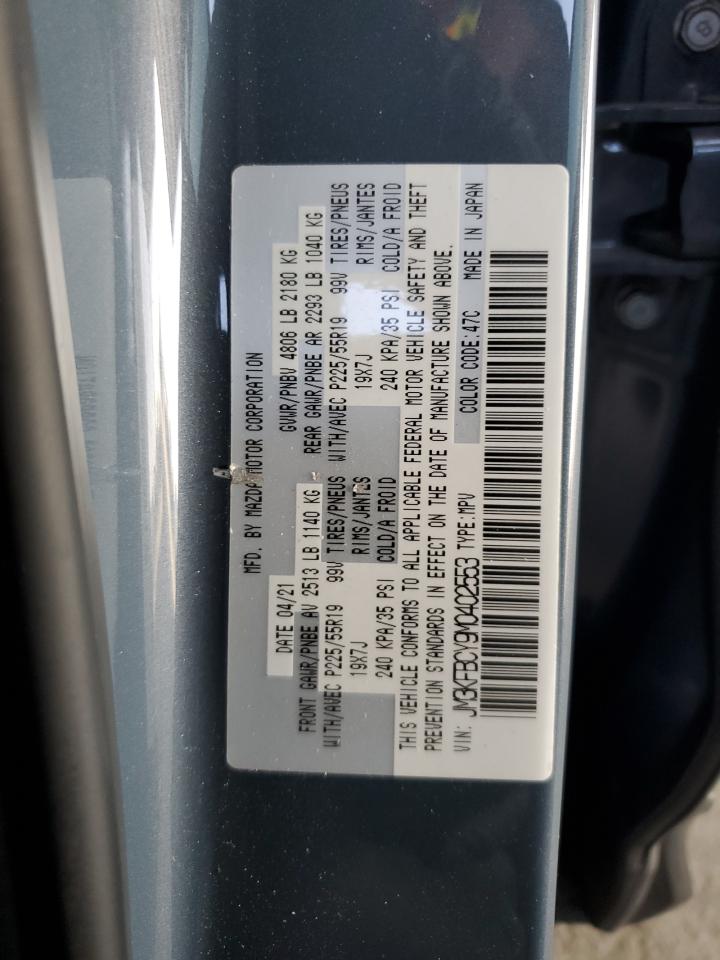 MFD. BY MAZDA MOTOR CORPORATION
DATE 04/21 GVWR/PNBV 4806 LB 2180 KG
FRONT GAWR/PNBE AV 2513 LB 1140 KG REAR GAWR/PNBE AR 2293 LB 1040 KG
WITH/AVEC P225/55R19 99V TIRES/PNEUS WITH/AVEC P225/55R19 99V TIRES/PNEUS
19X7J RIMS/JANTES 19X7J RIMS/JANTES
240 KPA/35 PSI COLD/A FROID 240 KPA/35 PSI COLD/A FROID
THIS VEHICLE CONFORMS TO ALL APPLICABLE FEDERAL MOTOR VEHICLE SAFETY AND THEFT
PREVENTION STANDARDS IN EFFECT ON THE DATE OF MANUFACTURE SHOWN ABOVE.
VIN: JM3KFBCY9M0402553 TYPE:MPV COLOR CODE:47C MADE IN JAPAN
8